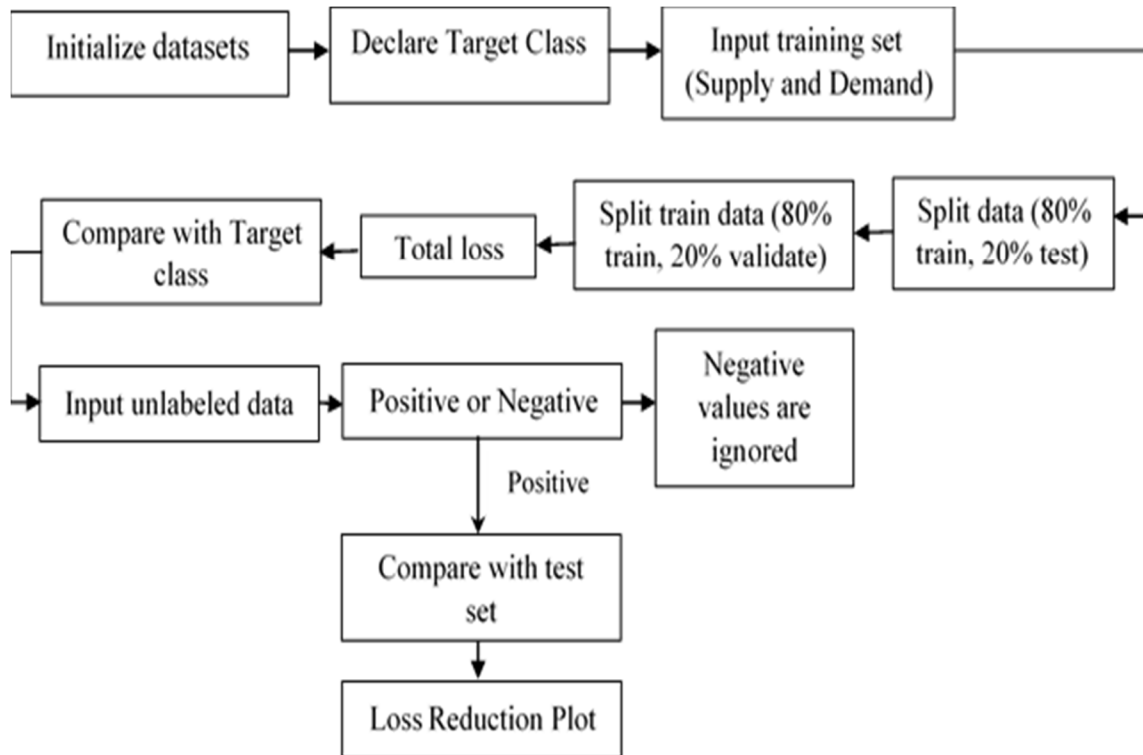 Initialize datasets
Declare Target Class
Input training set
(Supply and Demand)
Split data (80%
train, 20% test)
Split train data (80%
train, 20% validate)
Total loss
Compare with Target
class
Input unlabeled data
Positive or Negative
Negative
values are
ignored
Positive
Compare with test
set
Loss Reduction Plot